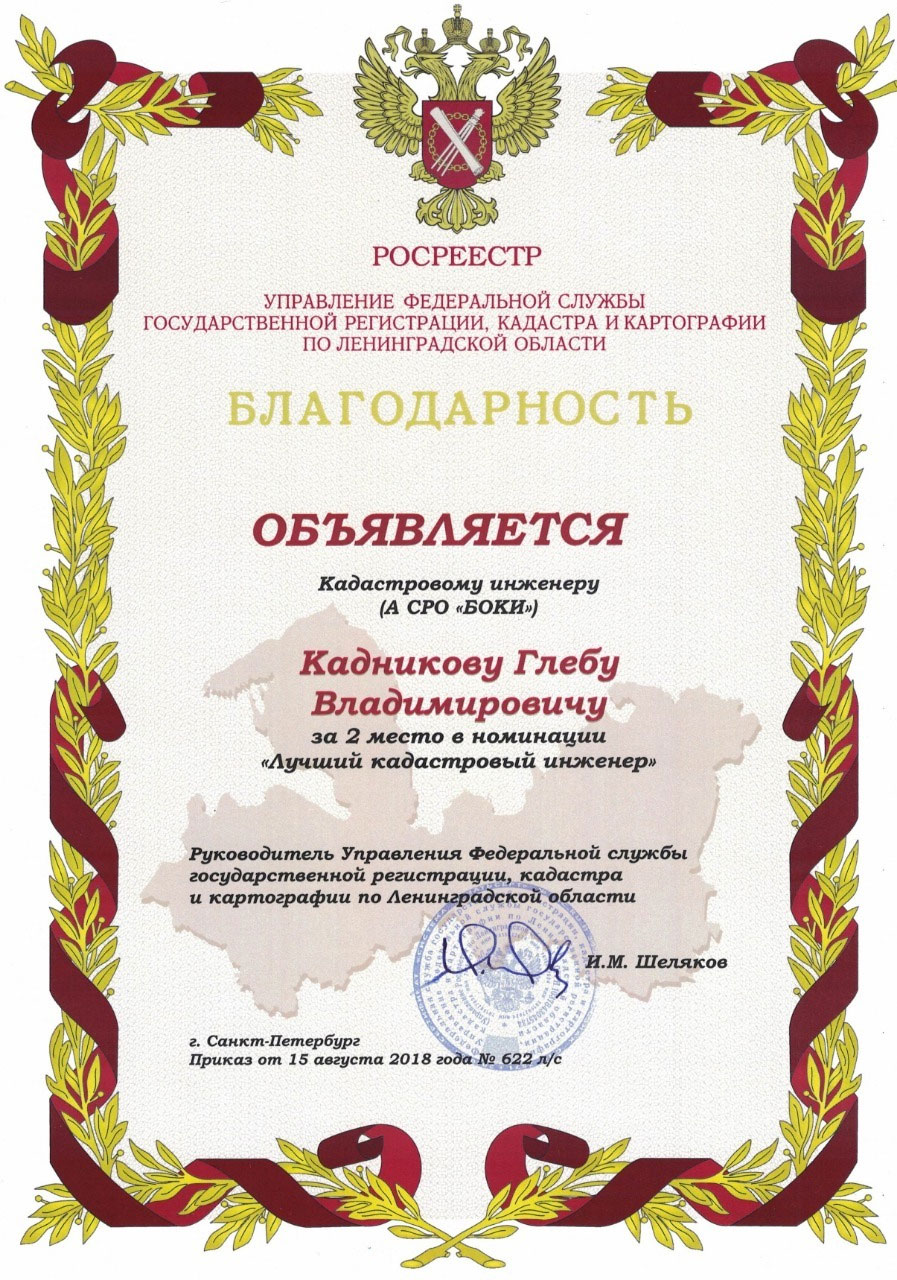 РОСРЕЕСТР
УПРАВЛЕНИЕ ФЕДЕРАЛЬНОЙ СЛУЖБЫ
ГОСУДАРСТВЕННОЙ РЕГИСТРАЦИИ, КАДАСТРА И КАРТОГРАФИИ
ПО ЛЕНИНГРАДСКОЙ ОБЛАСТИ
БЛАГОДАРНОСТЬ
ОБЪЯВЛЯЕТСЯ
Кадастровому инженеру
(А СРО «БОКИ»)
Кадникову Глебу
Владимировичу
за 2 место в номинации
«Лучший кадастровый инженер»
Руководитель Управления Федеральной службы
государственной регистрации, кадастра
и картографии по Ленинградской области
И.М. Шеляков
г. Санкт-Петербург
Приказ от 15 августа 2018 года № 622 л/с